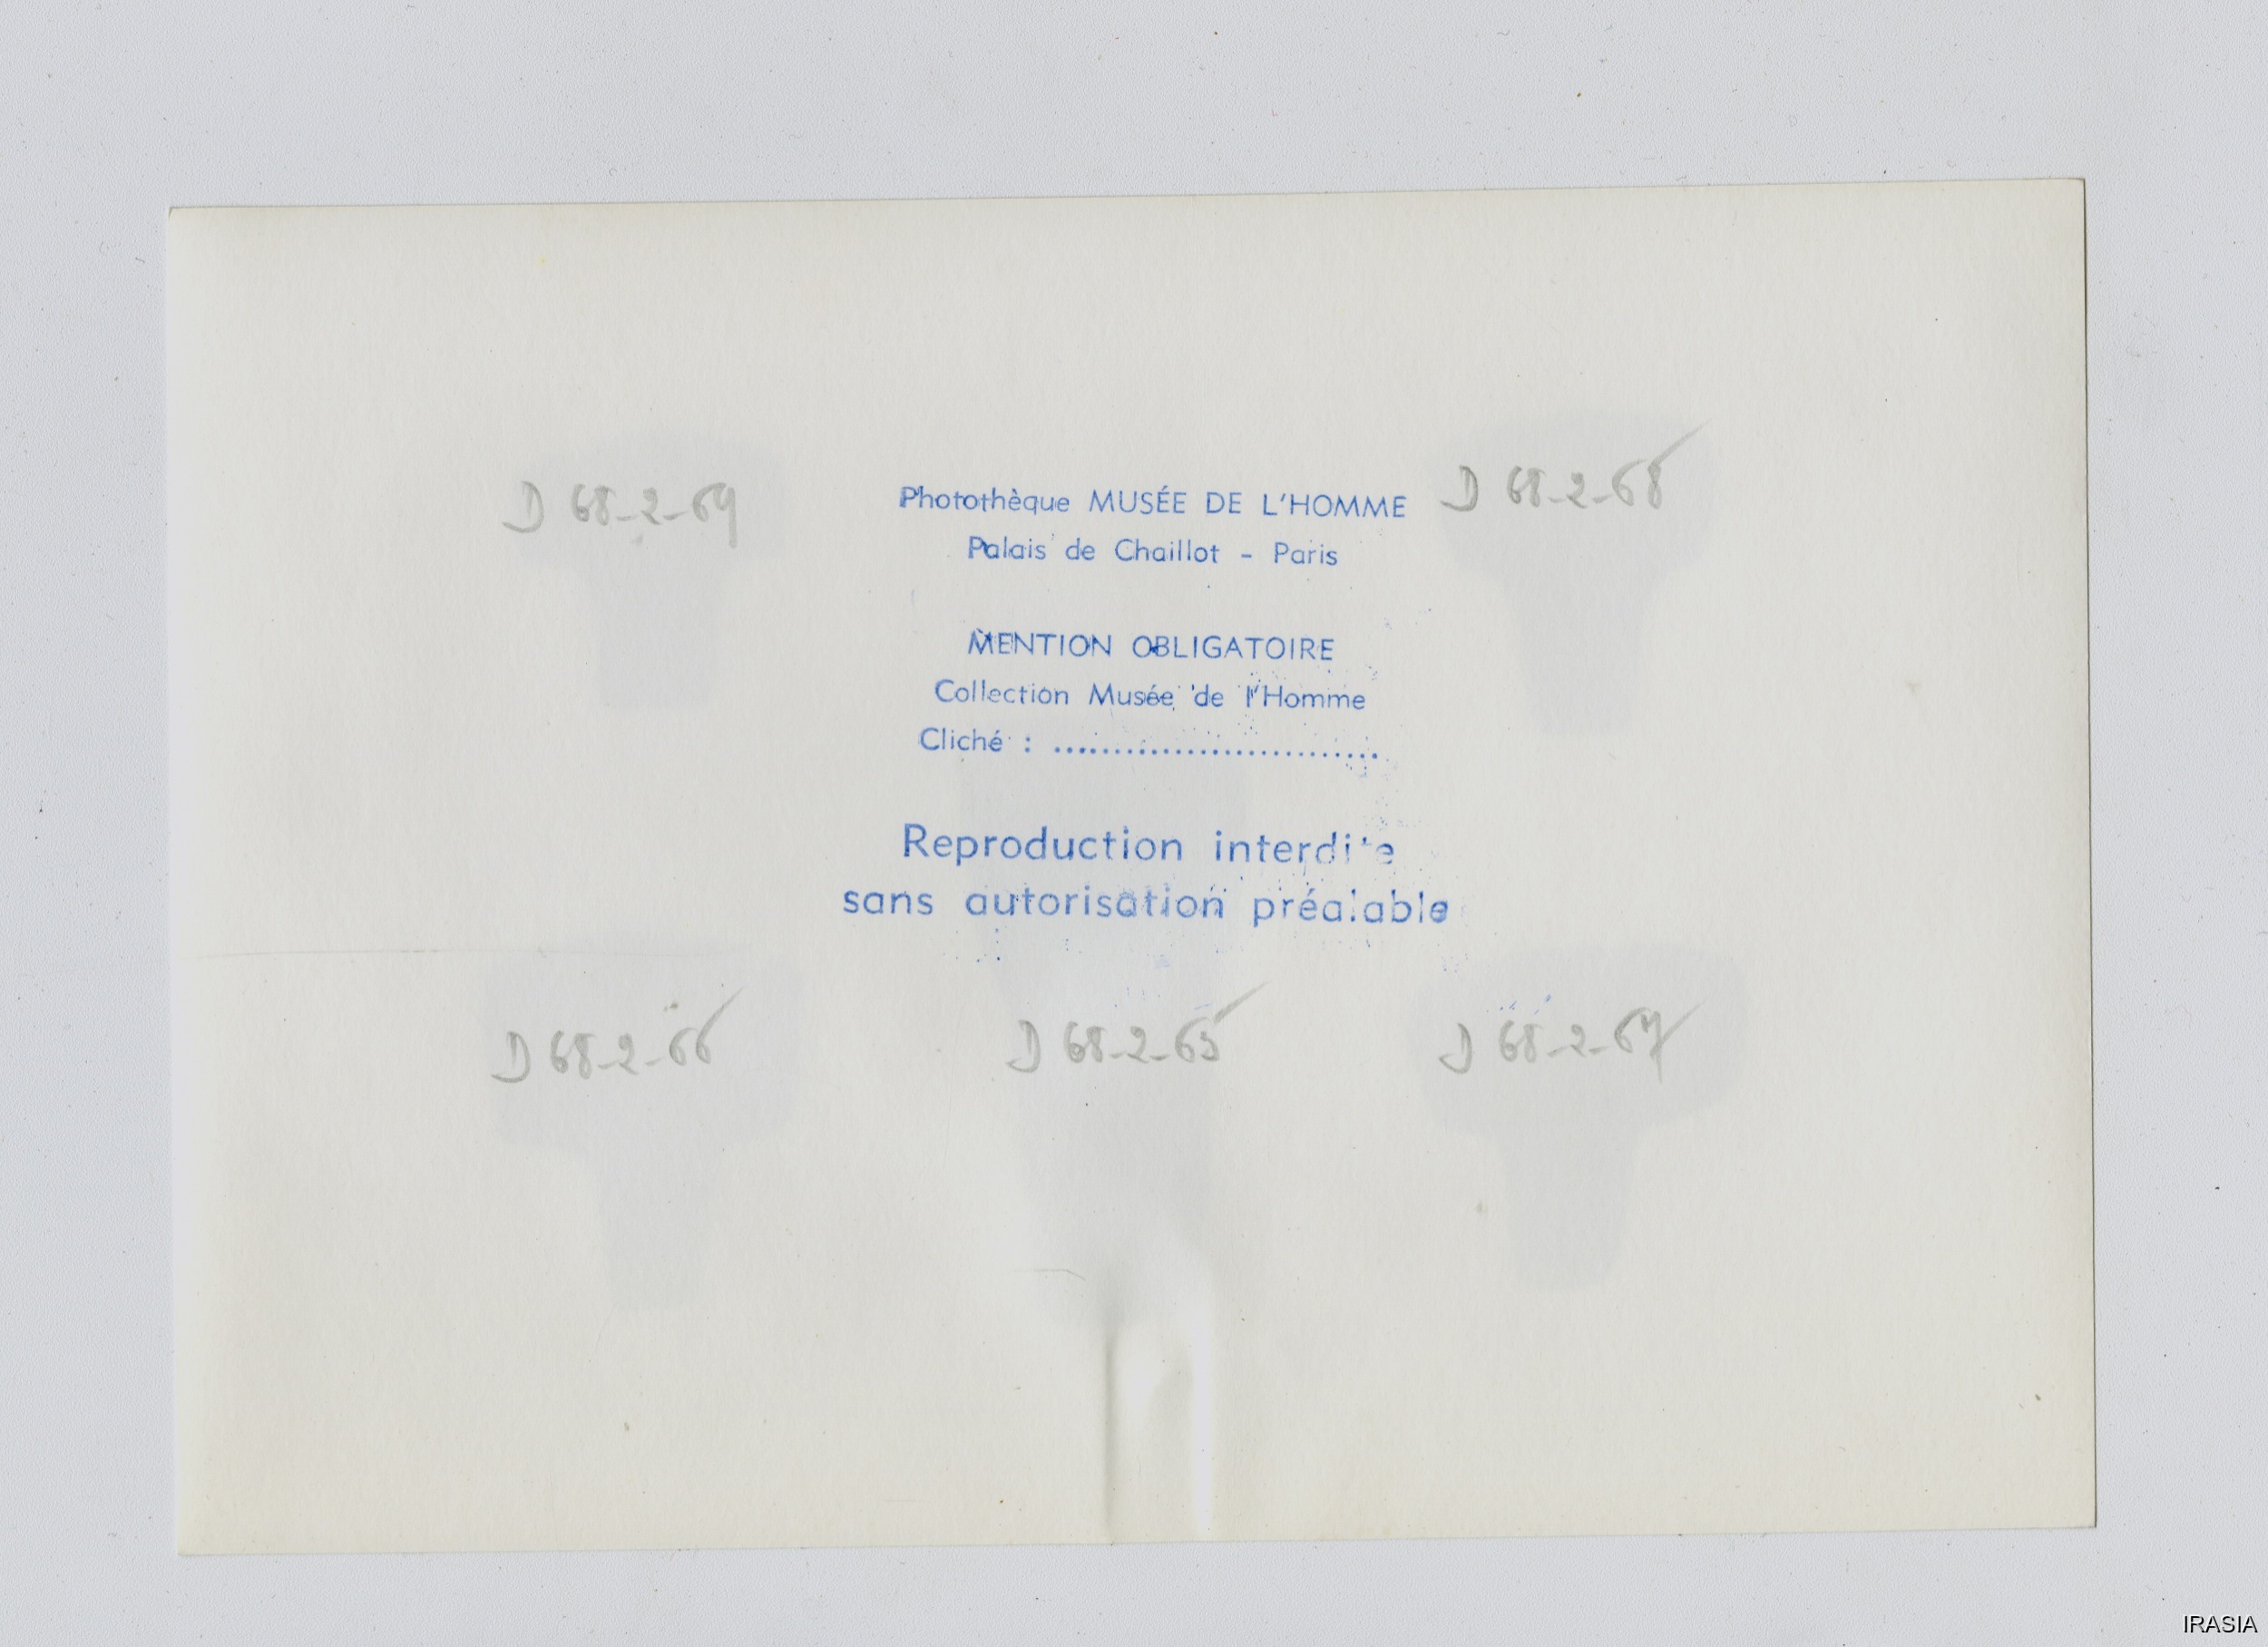 D 68-2-69
Photothèque MUSÉE DE L'HOMME
D 68-2-68
Palais de Chaillot - Paris
MENTION OBLIGATOIRE
Collection Musée de l'Homme
Cliché : ...........................
Reproduction interdite
sans autorisation préalable
D 68-2-66
D 68-2-65
D 68-2-67
IRASIA